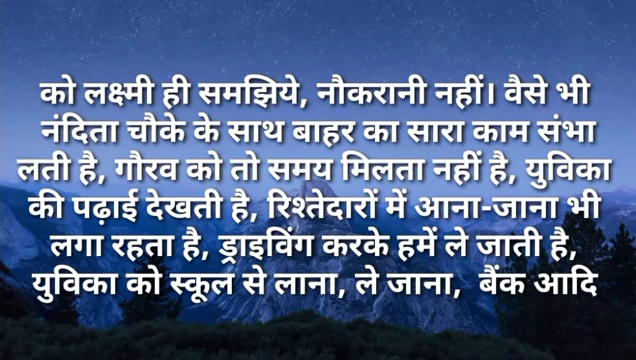 को लक्ष्मी ही समझिये, नौकरानी नहीं। वैसे भी
नंदिता चौके के साथ बाहर का सारा काम संभा
लती है, गौरव को तो समय मिलता नहीं है, युविका
की पढ़ाई देखती है, रिश्तेदारों में आना-जाना भी
लगा रहता है, ड्राइविंग करके हमें ले जाती है,
युविका को स्कूल से लाना, ले जाना, बैंक आदि